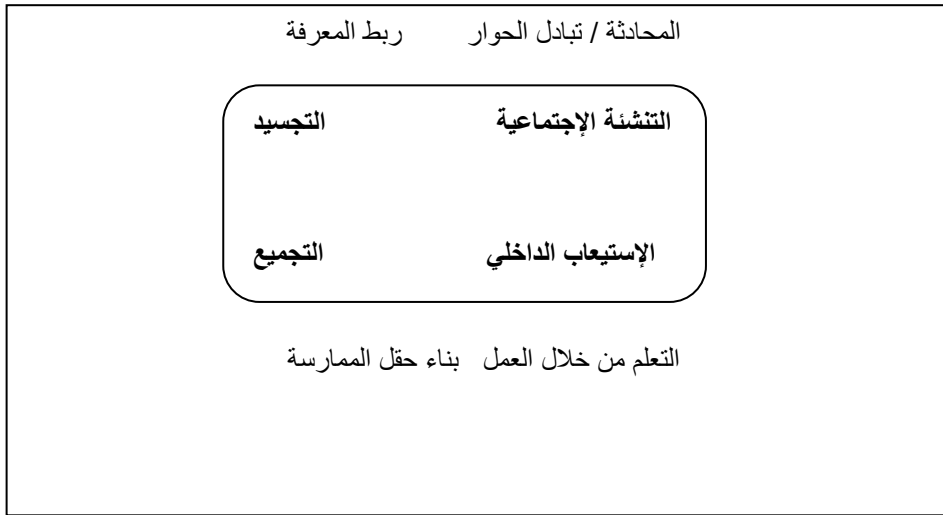 المحادثة / تبادل الحوار ربط المعرفة
التنشئة الإجتماعية التجسيد
الإستيعاب الداخلي التجميع
التعلم من خلال العمل بناء حقل الممارسة